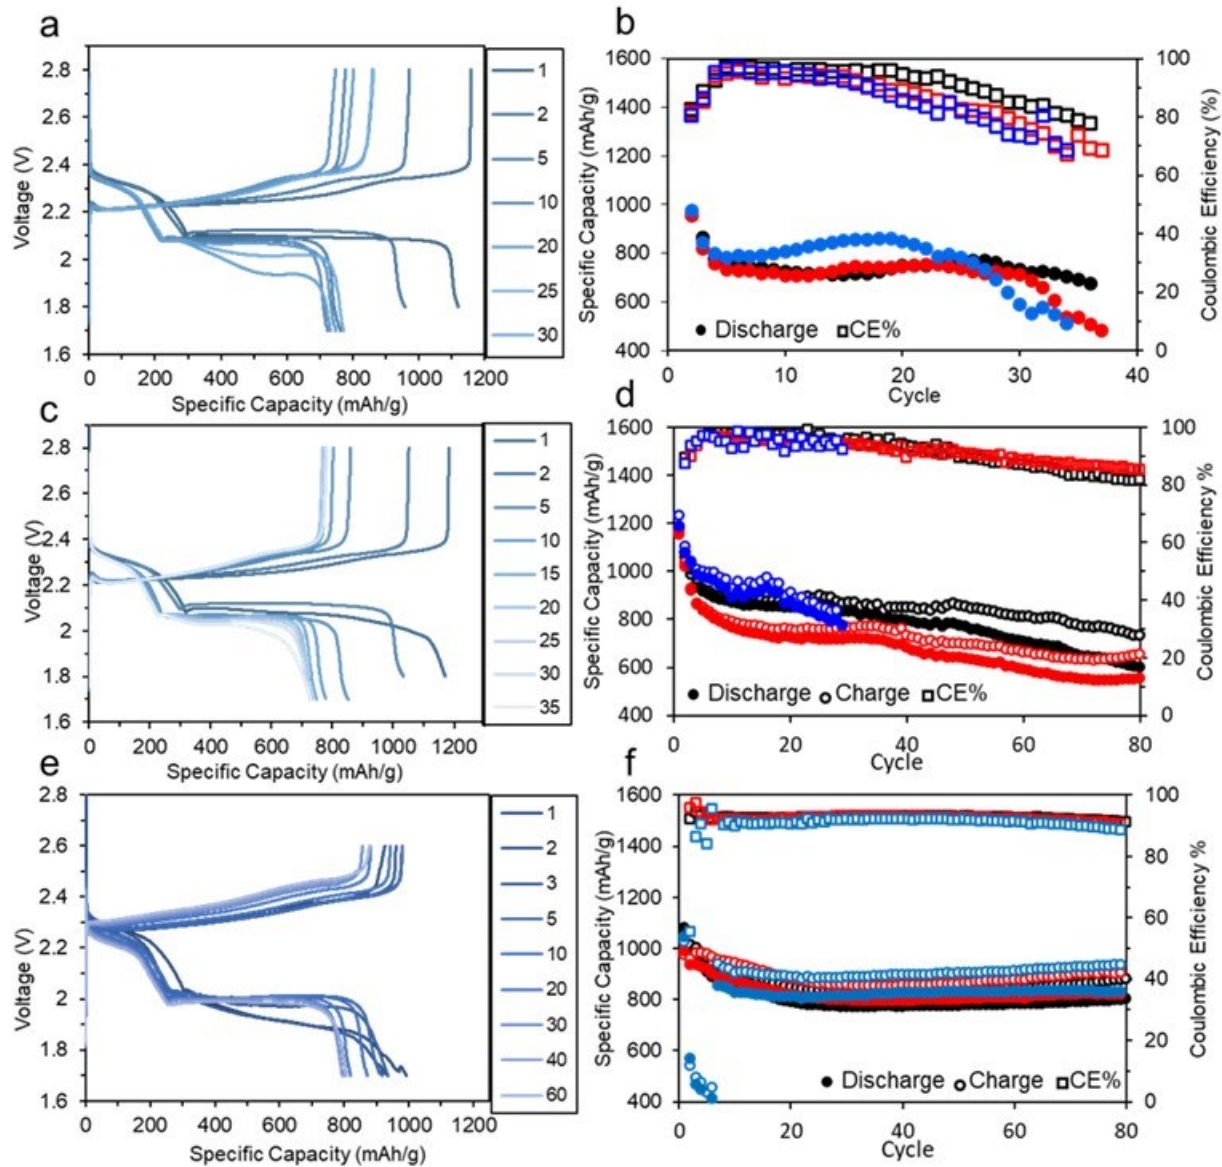 a
Voltage (V)
2.8
2.6
2.4
2.2
2
1.8
1.6
0 200 400 600 800 1000 1200
Specific Capacity (mAh/g)
1
2
5
10
20
25
30
b
Specific Capacity (mAh/g)
1600
1400
1200
1000
800
600
400
100
80
60
40
20
0
Coulombic Efficiency (%)
Discharge CE%
0 10 20 30 40
Cycle
c
Voltage (V)
2.8
2.6
2.4
2.2
2
1.8
1.6
0 200 400 600 800 1000 1200
Specific Capacity (mAh/g)
1
2
5
10
15
20
25
30
35
d
Specific Capacity (mAh/g)
1600
1400
1200
1000
800
600
400
100
80
60
40
20
0
Coulombic Efficiency %
Discharge Charge CE%
0 20 40 60 80
Cycle
e
Voltage (V)
2.8
2.6
2.4
2.2
2
1.8
1.6
0 200 400 600 800 1000 1200
Specific Capacity (mAh/g)
1
2
3
5
10
20
30
40
60
f
Specific Capacity (mAh/g)
1600
1400
1200
1000
800
600
400
100
80
60
40
20
0
Coulombic Efficiency %
Discharge Charge CE%
0 20 40 60 80
Cycle